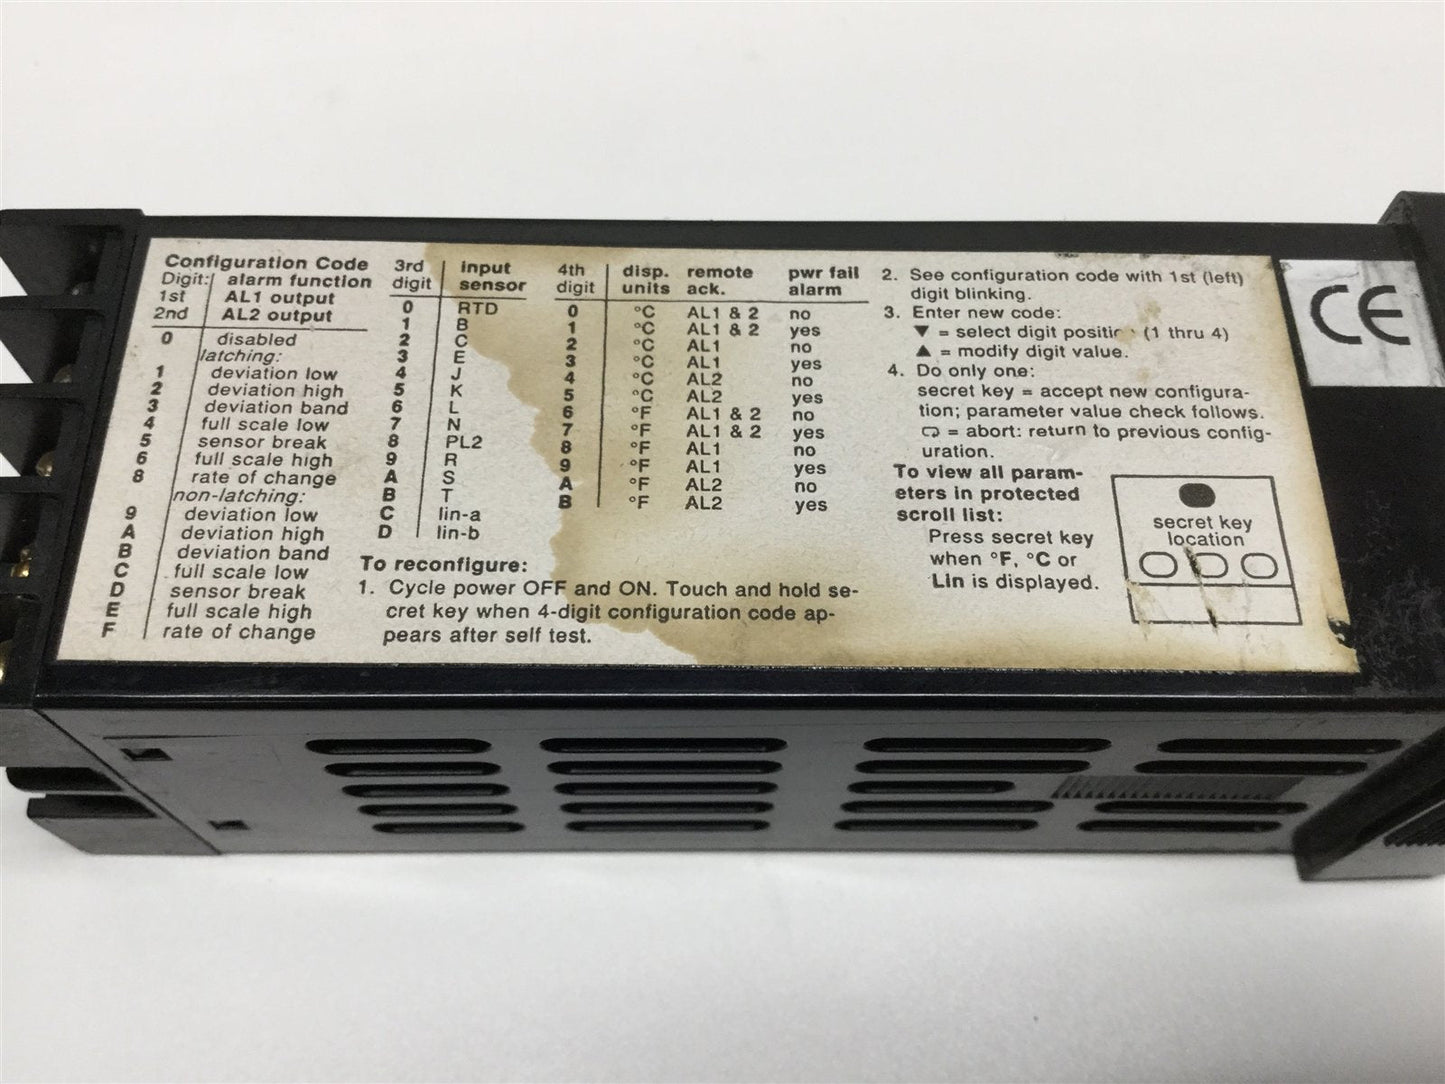 Configuration Code
Digit: alarm function
1st AL1 output
2nd AL2 output
0 disabled
latching:
1 deviation low
2 deviation high
3 deviation band
4 full scale low
5 sensor break
6 full scale high
8 rate of change
non-latching:
9 deviation low
A deviation high
B deviation band
C full scale low
D sensor break
E full scale high
F rate of change
3rd input
digit sensor
0 RTD
1 B
2 C
3 E
4 J
5 K
6 L
7 N
8 PL2
9 R
A S
B T
C lin-a
D lin-b
4th disp. remote pwr fail
digit units ack. alarm
0 °C AL1 & 2 no
1 °C AL1 & 2 yes
2 °C AL1 no
3 °C AL1 yes
4 °C AL2 no
5 °C AL2 yes
6 °F AL1 & 2 no
7 °F AL1 & 2 yes
8 °F AL1 no
9 °F AL1 yes
A °F AL2 no
B °F AL2 yes
To reconfigure:
1. Cycle power OFF and ON. Touch and hold se-
cret key when 4-digit configuration code ap-
pears after self test.
2. See configuration code with 1st (left)
digit blinking.
3. Enter new code:
▼ = select digit (1 thru 4)
▲ = modify digit value.
4. Do only one:
secret key = accept new configura-
tion; parameter value check follows.
= abort: return to previous config-
uration.
To view all param-
eters in protected
scroll list:
Press secret key
when °F, °C or
Lin is displayed.
secret key
location
CE